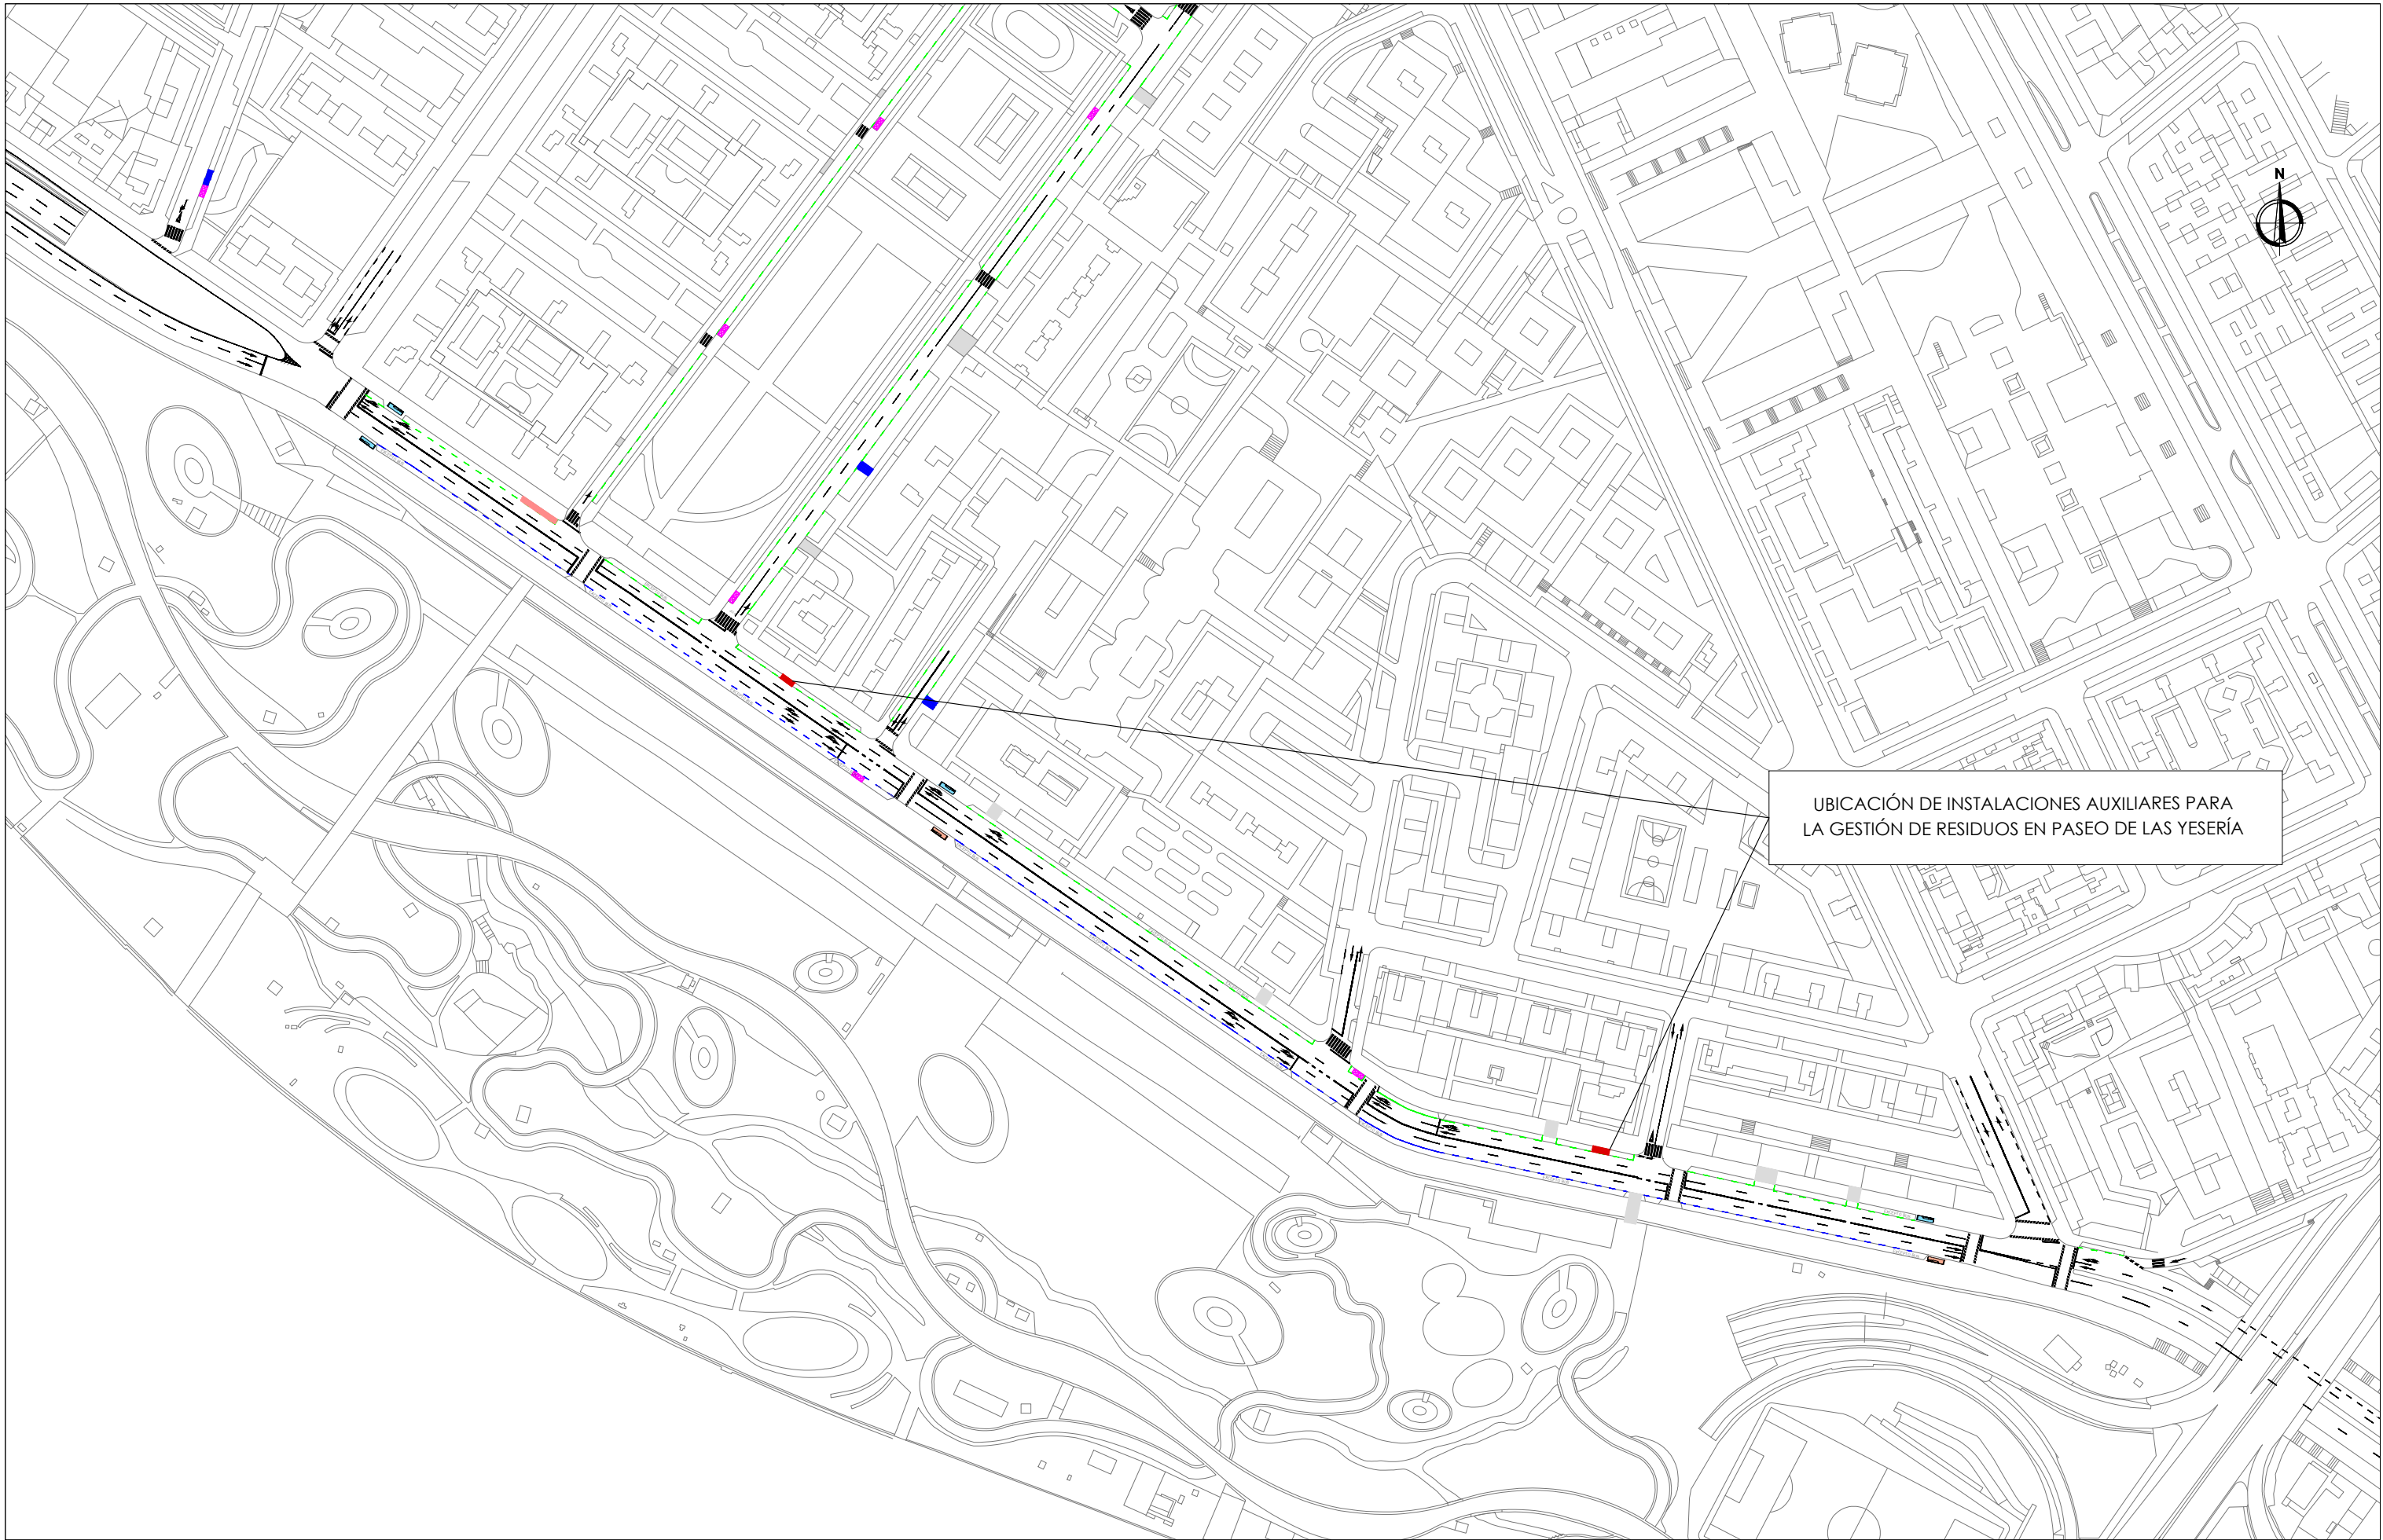 N
UBICACIÓN DE INSTALACIONES AUXILIARES PARA
LA GESTIÓN DE RESIDUOS EN PASEO DE LAS YESERÍA